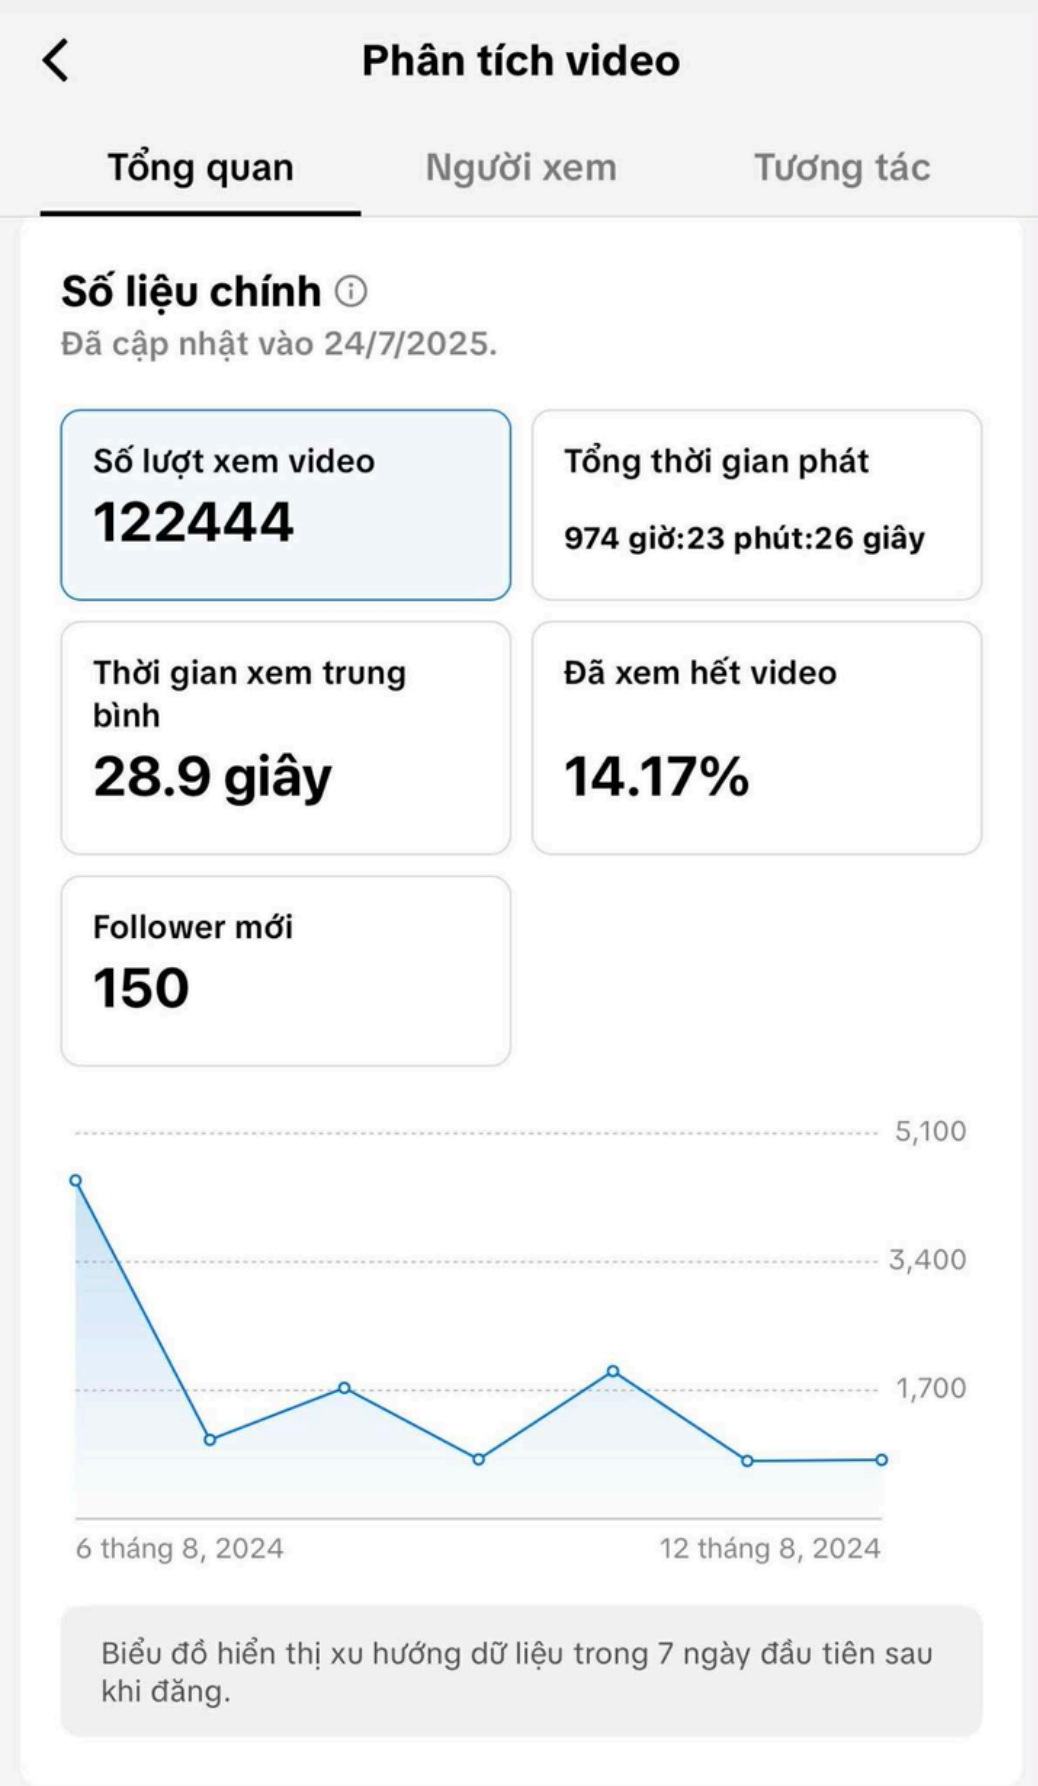 Phân tích video
Tổng quan
Người xem
Tương tác
Số liệu chính
Đã cập nhật vào 24/7/2025.
Số lượt xem video
122444
Tổng thời gian phát
974 giờ:23 phút:26 giây
Thời gian xem trung
bình
28.9 giây
Đã xem hết video
14.17%
Follower mới
150
5,100
3,400
1,700
6 tháng 8, 2024
12 tháng 8, 2024
Biểu đồ hiển thị xu hướng dữ liệu trong 7 ngày đầu tiên sau
khi đăng.